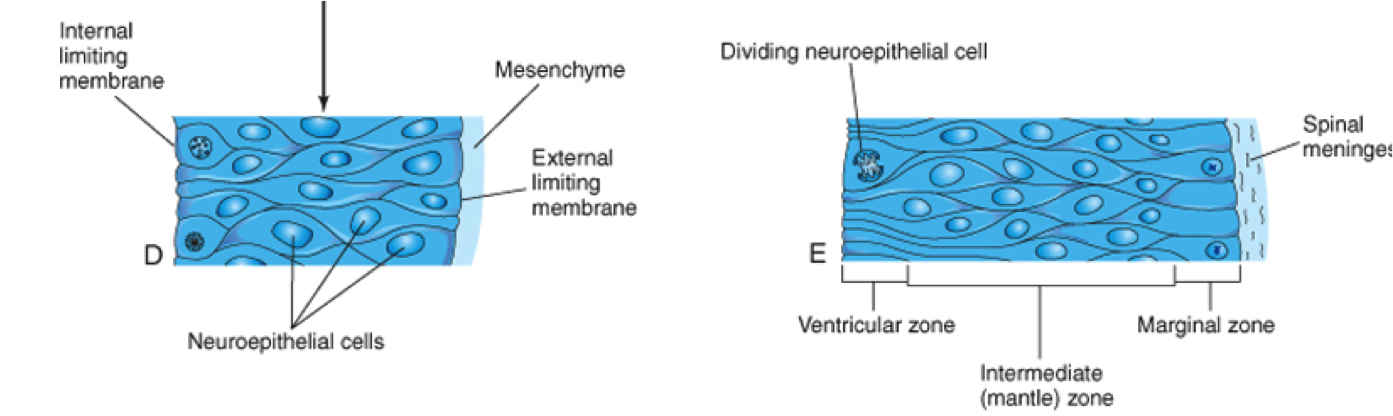 Internal
limiting
membrane
Mesenchyme
External
limiting
membrane
D
Neuroepithelial cells
Dividing neuroepithelial cell
Spinal
meninges
E
Ventricular zone
Marginal zone
Intermediate
(mantle) zone